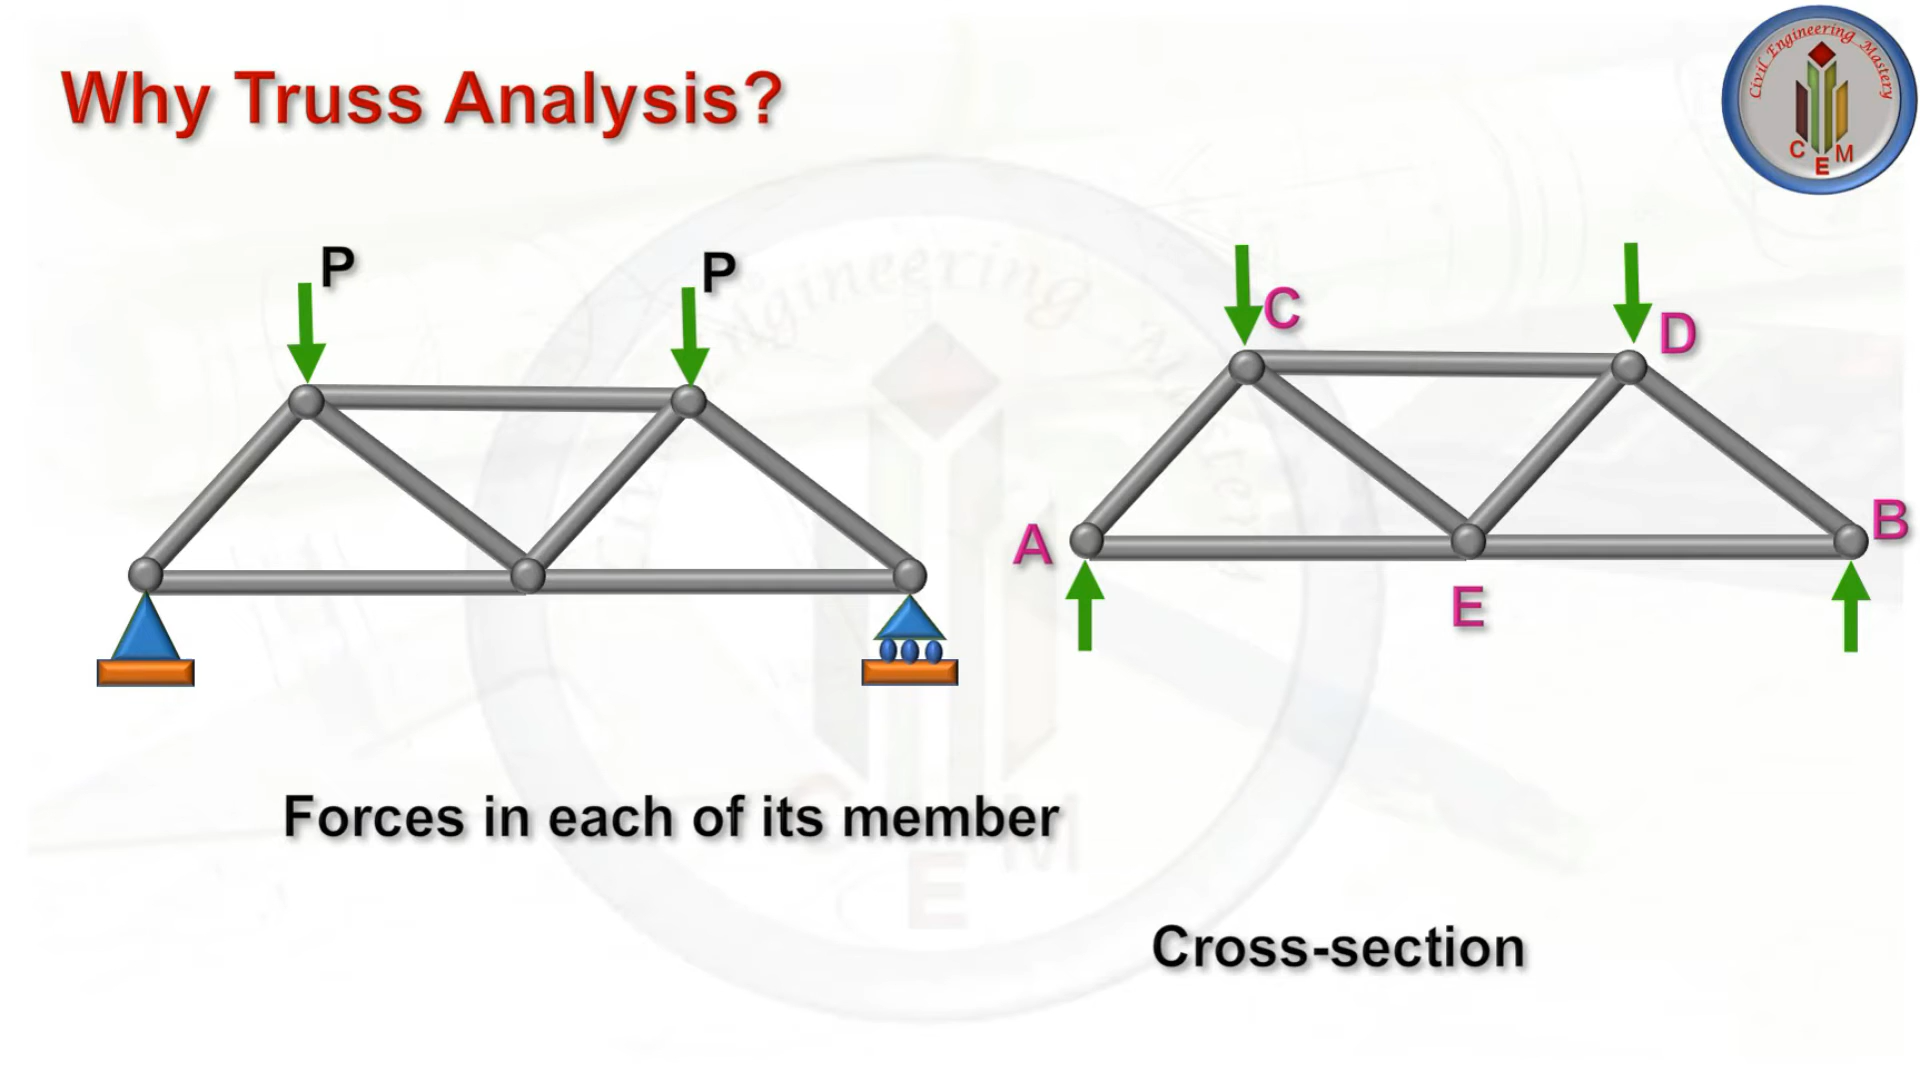 Why Truss Analysis?
Civil Engineering Mastery
C E M
P
P
C
D
A
B
E
Forces in each of its member
Cross-section